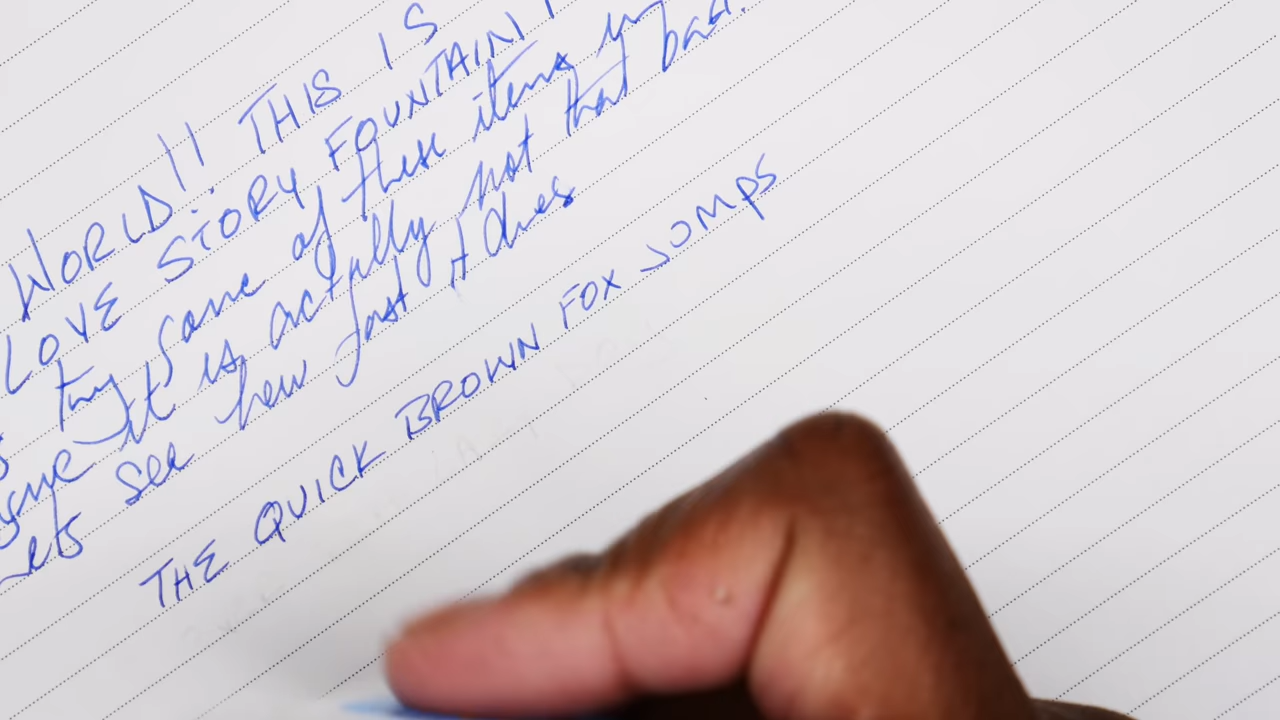 WORLD!! THIS IS
LOVE STORY FOUNTAIN
try some of these items
It is actually not that bad.
Lets see how fast it dries
THE QUICK BROWN FOX JUMPS